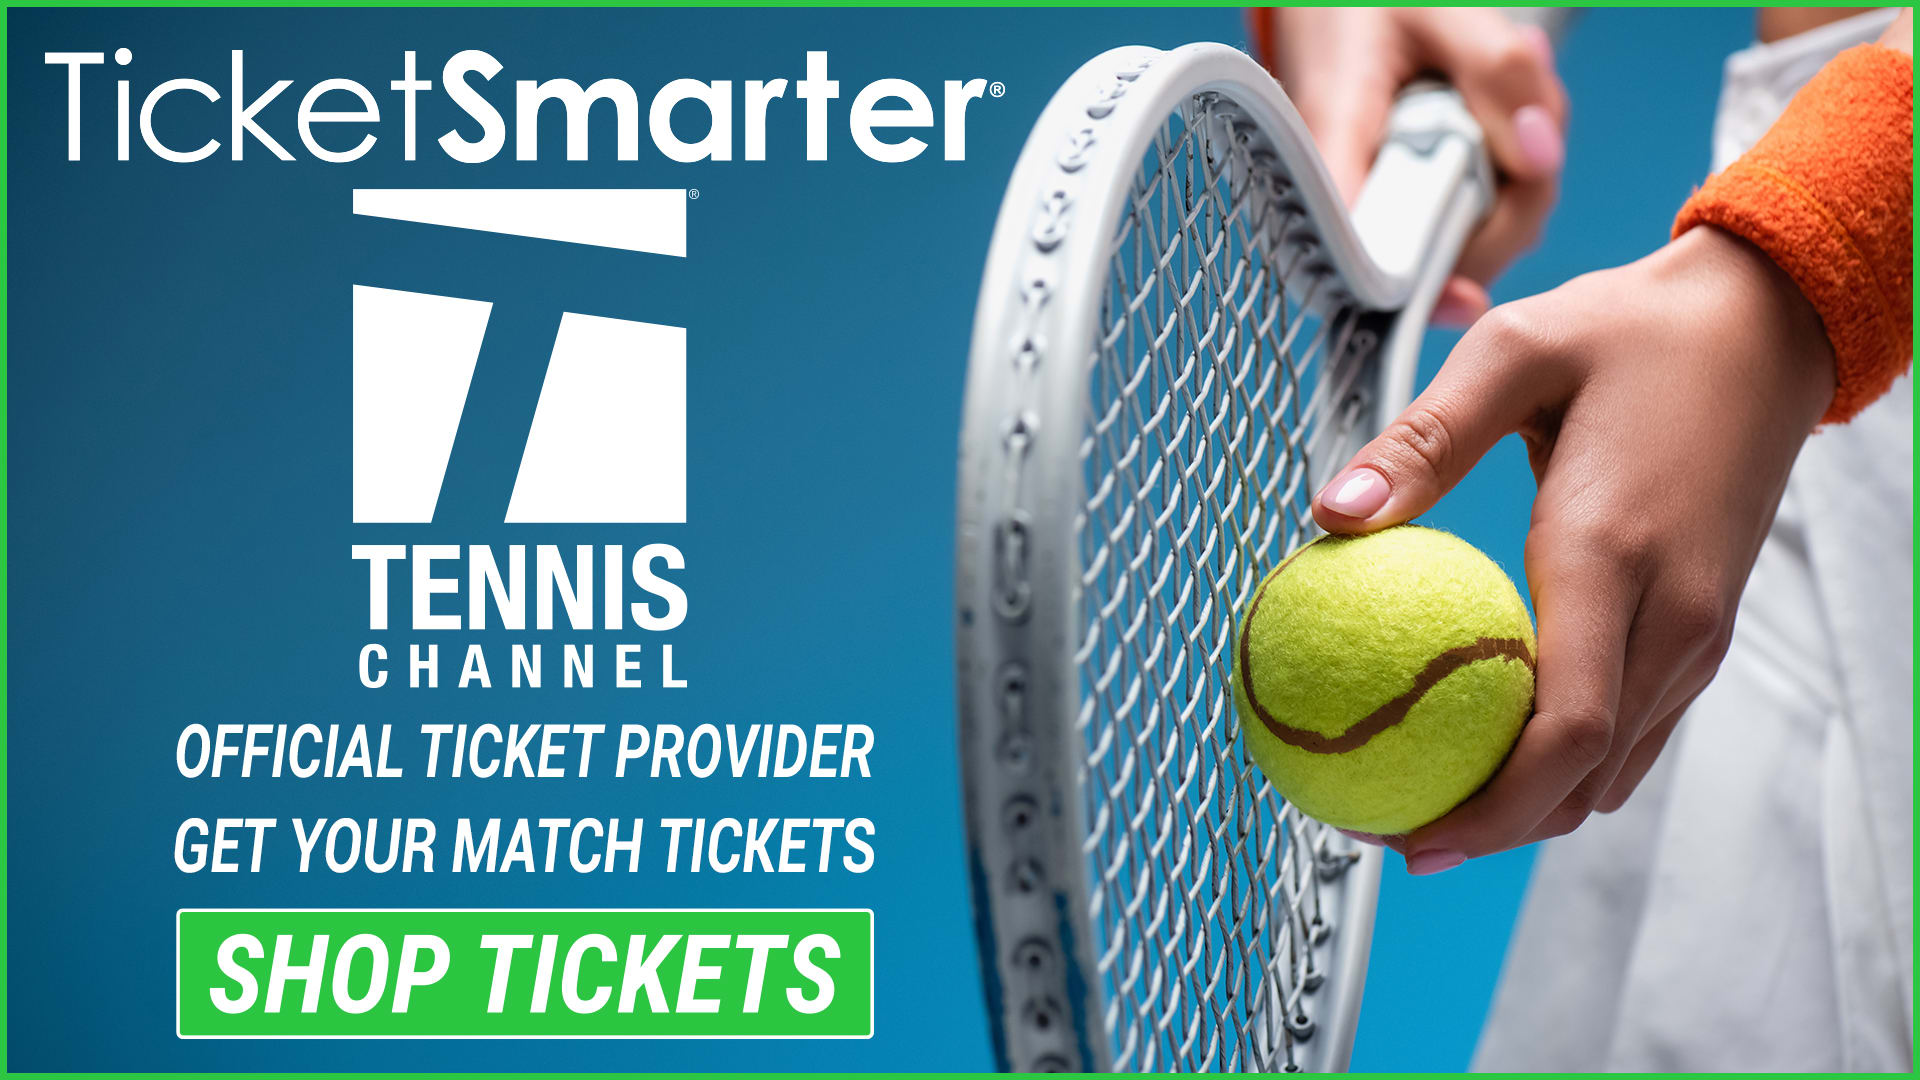 TicketSmarter®
®
TENNIS
CHANNEL
OFFICIAL TICKET PROVIDER
GET YOUR MATCH TICKETS
SHOP TICKETS